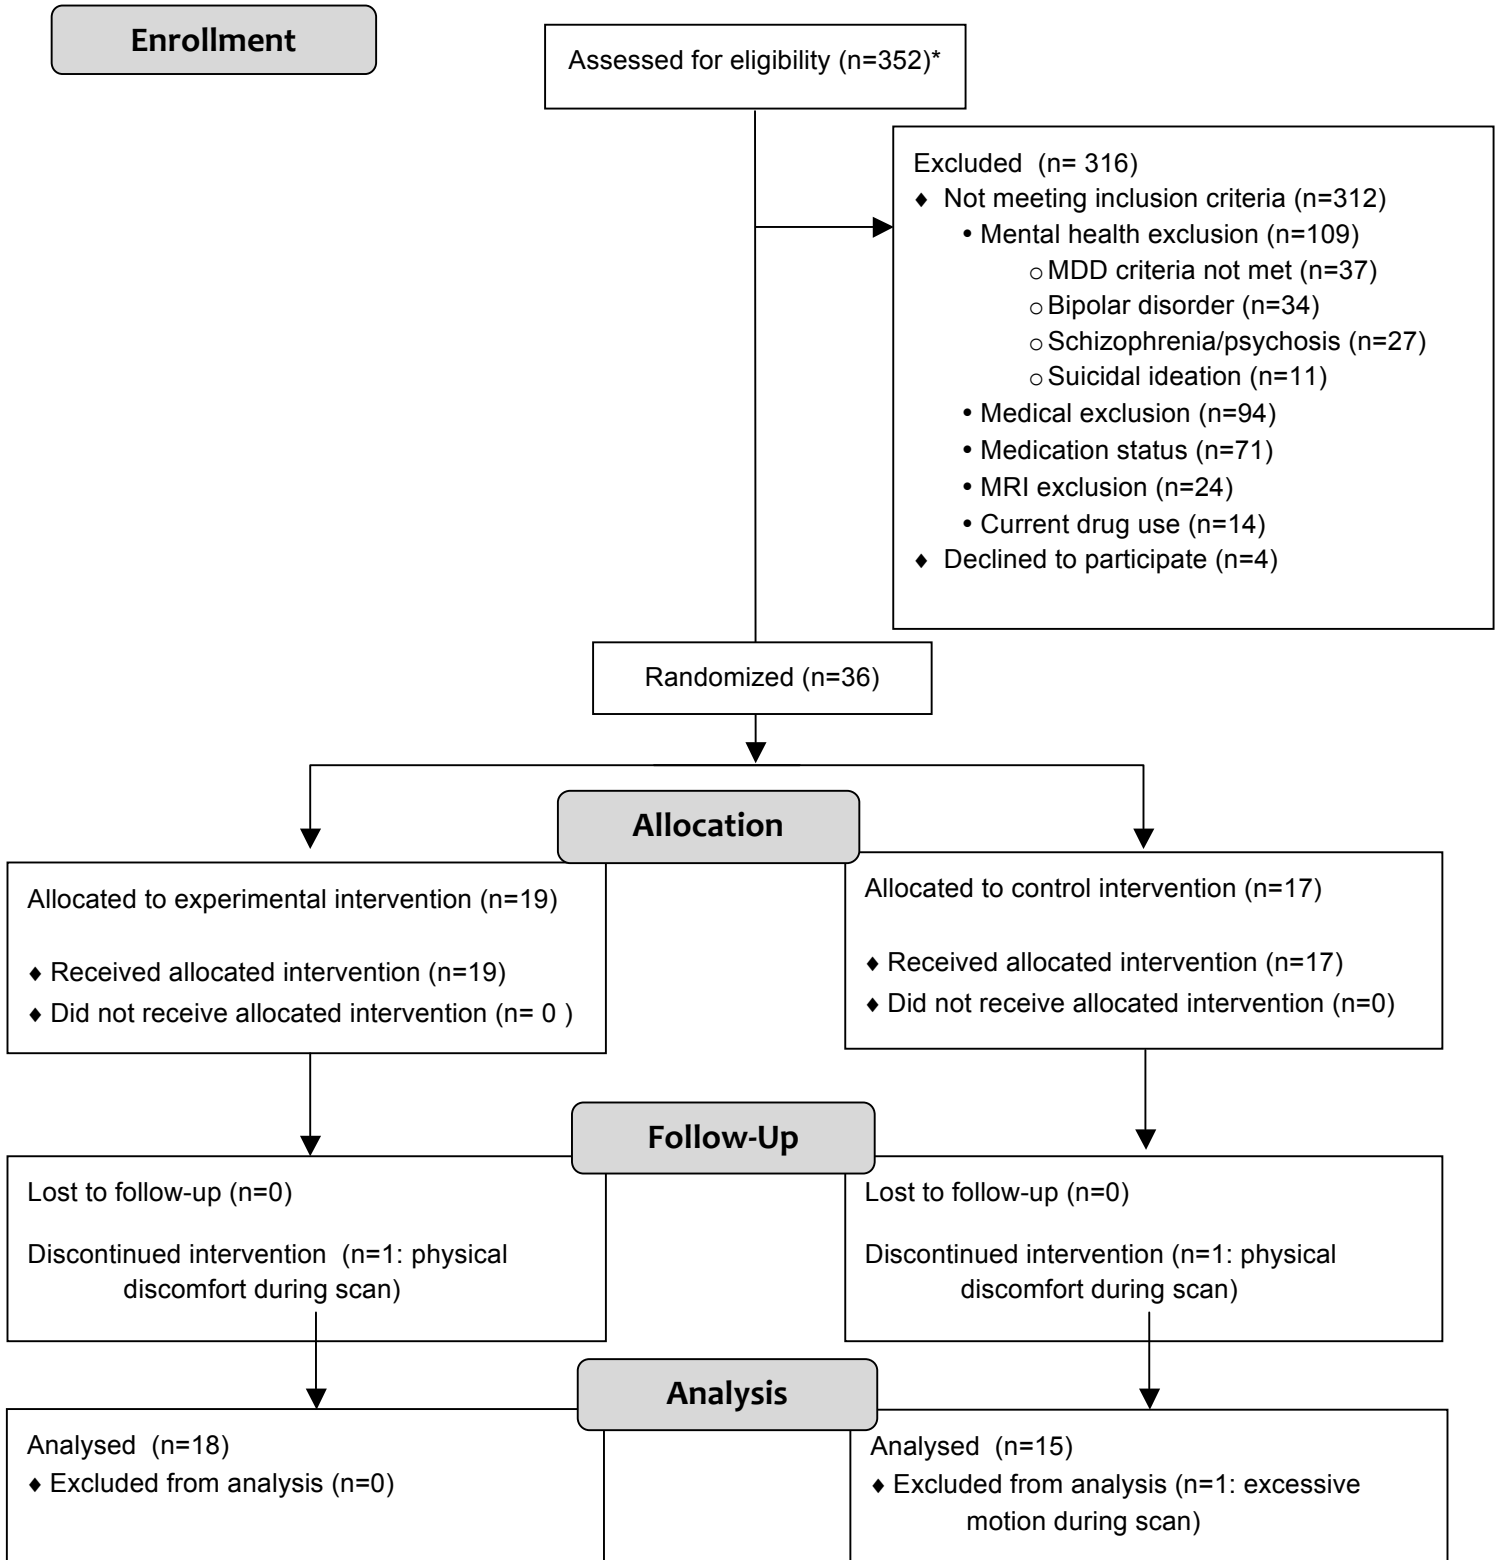 Enrollment
Assessed for eligibility (n=352)*
Excluded (n= 316)
♦ Not meeting inclusion criteria (n=312)
• Mental health exclusion (n=109)
○ MDD criteria not met (n=37)
○ Bipolar disorder (n=34)
○ Schizophrenia/psychosis (n=27)
○ Suicidal ideation (n=11)
• Medical exclusion (n=94)
• Medication status (n=71)
• MRI exclusion (n=24)
• Current drug use (n=14)
♦ Declined to participate (n=4)
Randomized (n=36)
Allocation
Allocated to experimental intervention (n=19)
♦ Received allocated intervention (n=19)
♦ Did not receive allocated intervention (n= 0 )
Allocated to control intervention (n=17)
♦ Received allocated intervention (n=17)
♦ Did not receive allocated intervention (n=0)
Follow-Up
Lost to follow-up (n=0)
Discontinued intervention (n=1: physical
discomfort during scan)
Lost to follow-up (n=0)
Discontinued intervention (n=1: physical
discomfort during scan)
Analysis
Analysed (n=18)
♦ Excluded from analysis (n=0)
Analysed (n=15)
♦ Excluded from analysis (n=1: excessive
motion during scan)